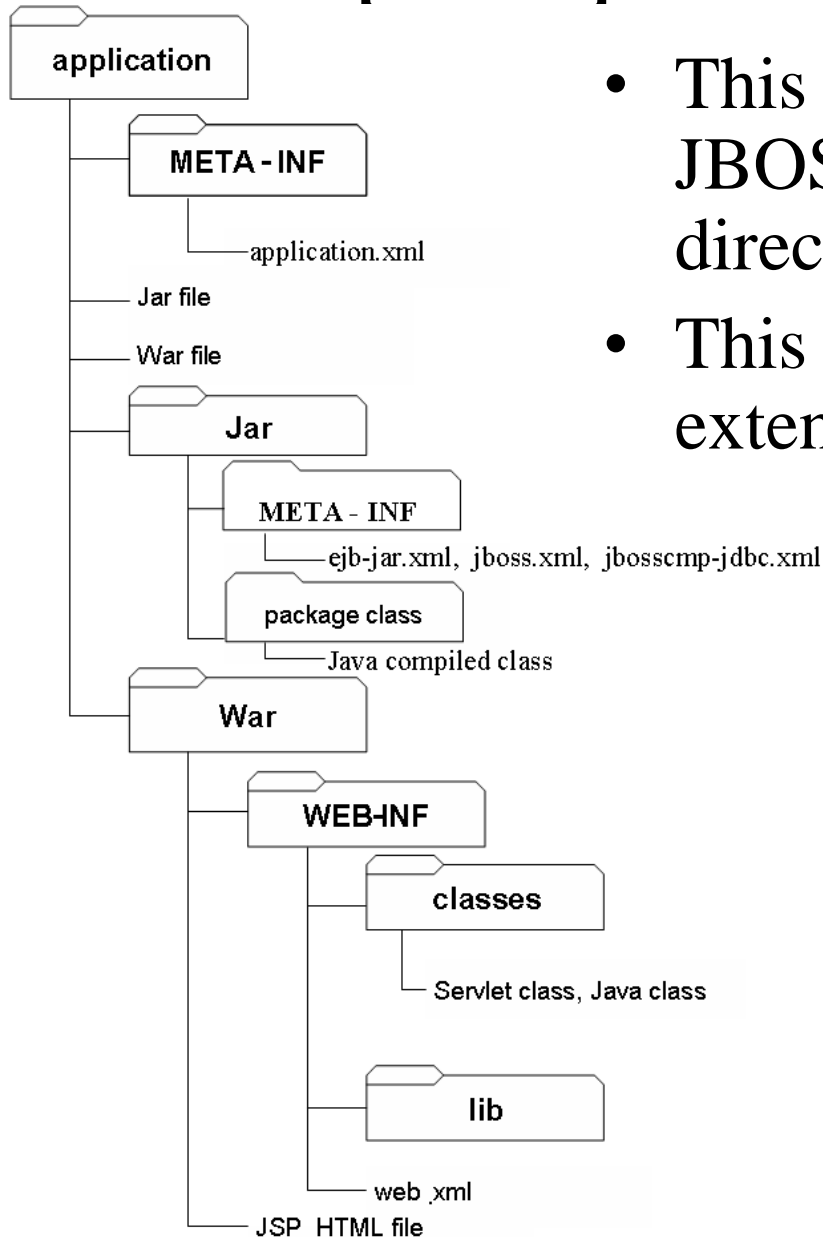 application
META - INF
application.xml
Jar file
War file
Jar
META - INF
ejb-jar.xml, jboss.xml, jbosscmp-jdbc.xml
package class
Java compiled class
War
WEB-INF
classes
Servlet class, Java class
lib
web .xml
JSP HTML file
• This
JBOS
direc
• This
exten